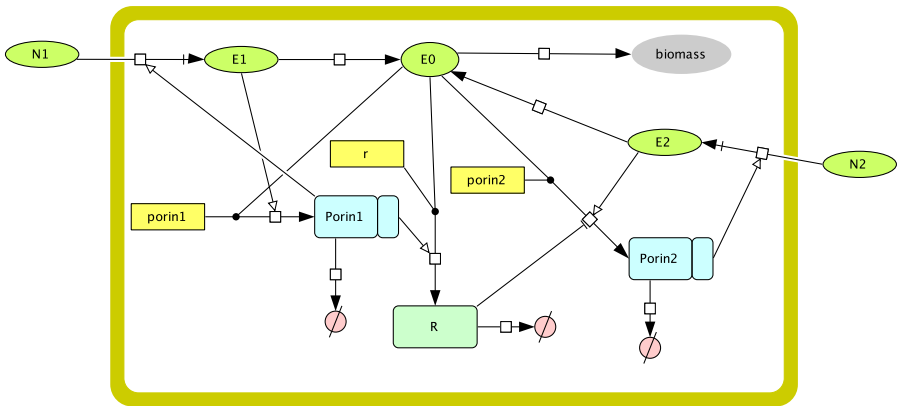 N1
E1
E0
biomass
r
E2
porin2
N2
porin1
Porin1
Porin2
R